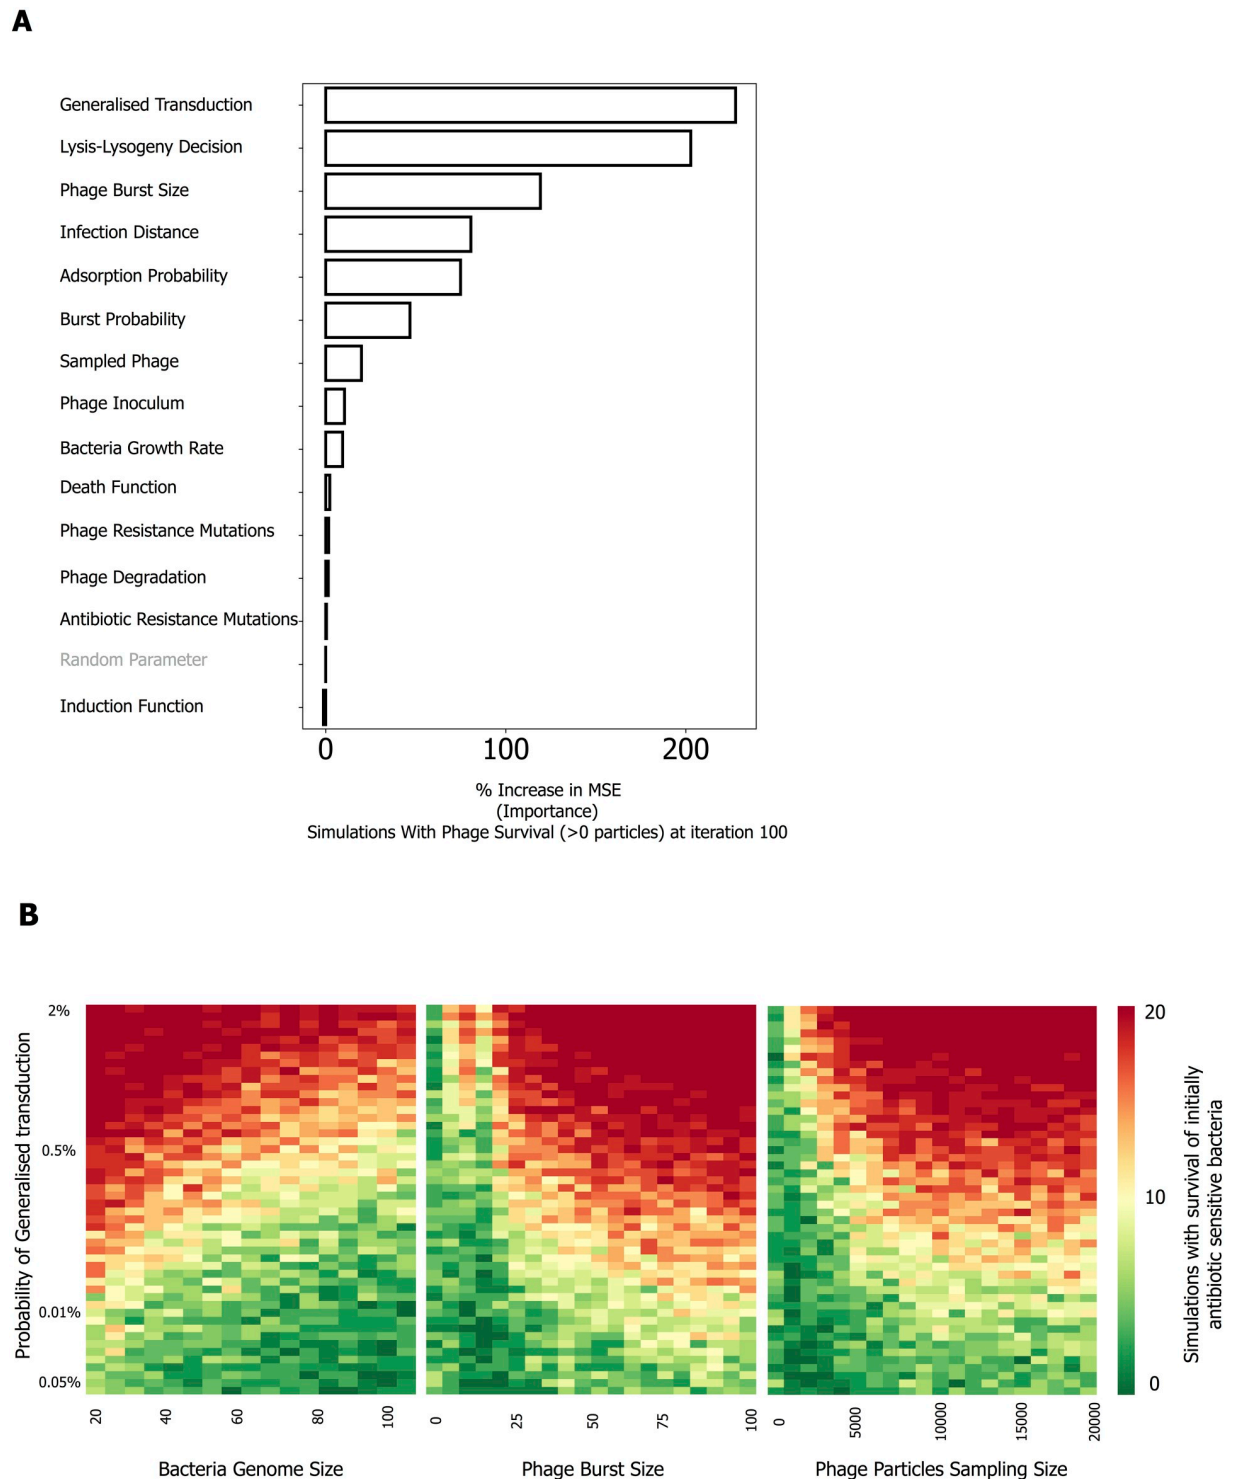 A
Generalised Transduction
Lysis-Lysogeny Decision
Phage Burst Size
Infection Distance
Adsorption Probability
Burst Probability
Sampled Phage
Phage Inoculum
Bacteria Growth Rate
Death Function
Phage Resistance Mutations
Phage Degradation
Antibiotic Resistance Mutations
Random Parameter
Induction Function
0 100 200
% Increase in MSE
(Importance)
Simulations With Phage Survival (>0 particles) at iteration 100
B
Probability of Generalised transduction
2%
0.5%
0.01%
0.05%
20 40 60 80 100
Bacteria Genome Size
0 25 50 75 100
Phage Burst Size
0 5000 10000 15000 20000
Phage Particles Sampling Size
20
10
0
Simulations with survival of initially
antibiotic sensitive bacteria